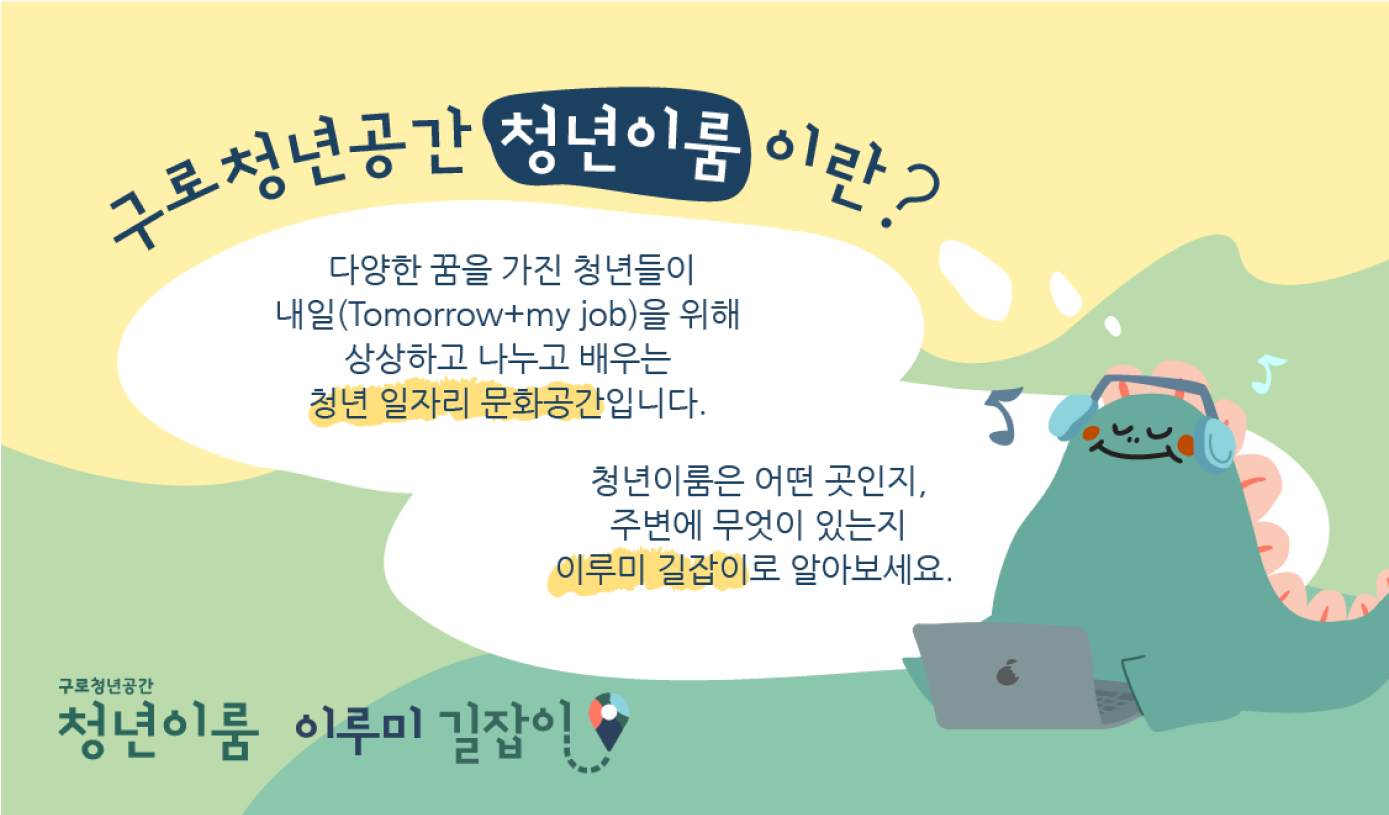 구로청년공간 청년이룸 이란?
다양한 꿈을 가진 청년들이
내일(Tomorrow+my job)을 위해
상상하고 나누고 배우는
청년 일자리 문화공간입니다.
청년이룸은 어떤 곳인지,
주변에 무엇이 있는지
이루미 길잡이로 알아보세요.
구로청년공간
청년이룸 이루미 길잡이